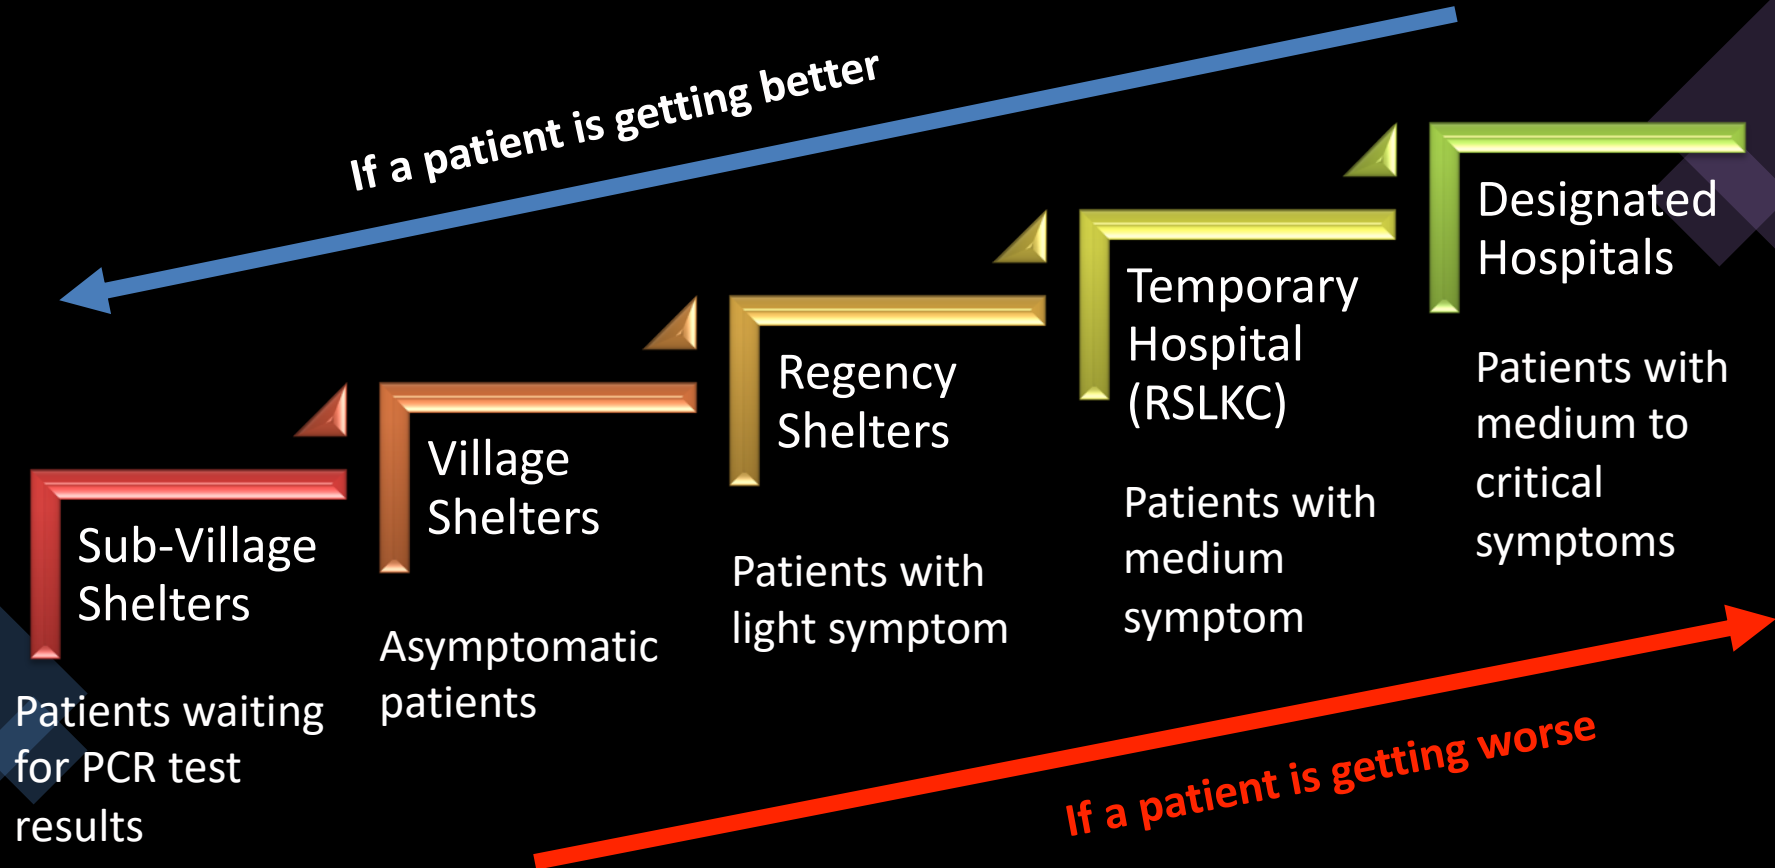 If a patient is getting better
Sub-Village
Shelters
Patients waiting
for PCR test
results
Village
Shelters
Asymptomatic
patients
Regency
Shelters
Patients with
light symptom
Temporary
Hospital
(RSLKC)
Patients with
medium
symptom
Designated
Hospitals
Patients with
medium to
critical
symptoms
If a patient is getting worse